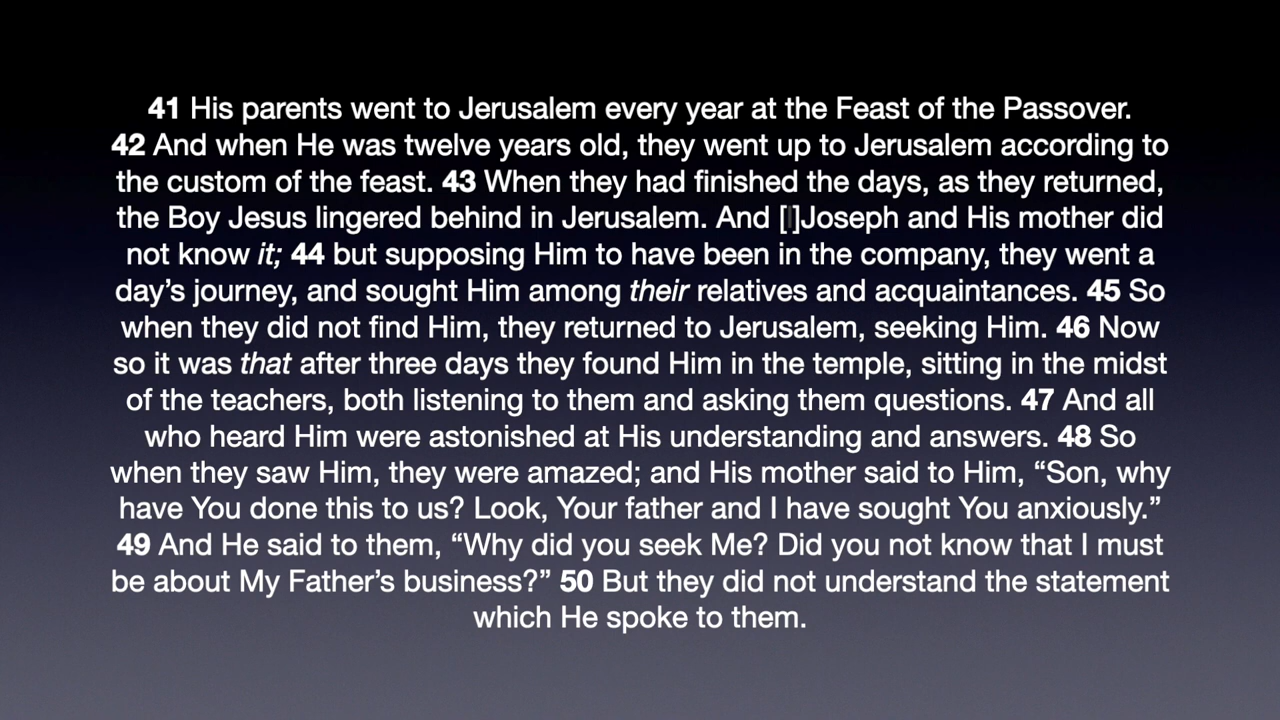 41 His parents went to Jerusalem every year at the Feast of the Passover.
42 And when He was twelve years old, they went up to Jerusalem according to
the custom of the feast. 43 When they had finished the days, as they returned,
the Boy Jesus lingered behind in Jerusalem. And []Joseph and His mother did
not know it; 44 but supposing Him to have been in the company, they went a
day’s journey, and sought Him among their relatives and acquaintances. 45 So
when they did not find Him, they returned to Jerusalem, seeking Him. 46 Now
so it was that after three days they found Him in the temple, sitting in the midst
of the teachers, both listening to them and asking them questions. 47 And all
who heard Him were astonished at His understanding and answers. 48 So
when they saw Him, they were amazed; and His mother said to Him, “Son, why
have You done this to us? Look, Your father and I have sought You anxiously.”
49 And He said to them, “Why did you seek Me? Did you not know that I must
be about My Father’s business?” 50 But they did not understand the statement
which He spoke to them.